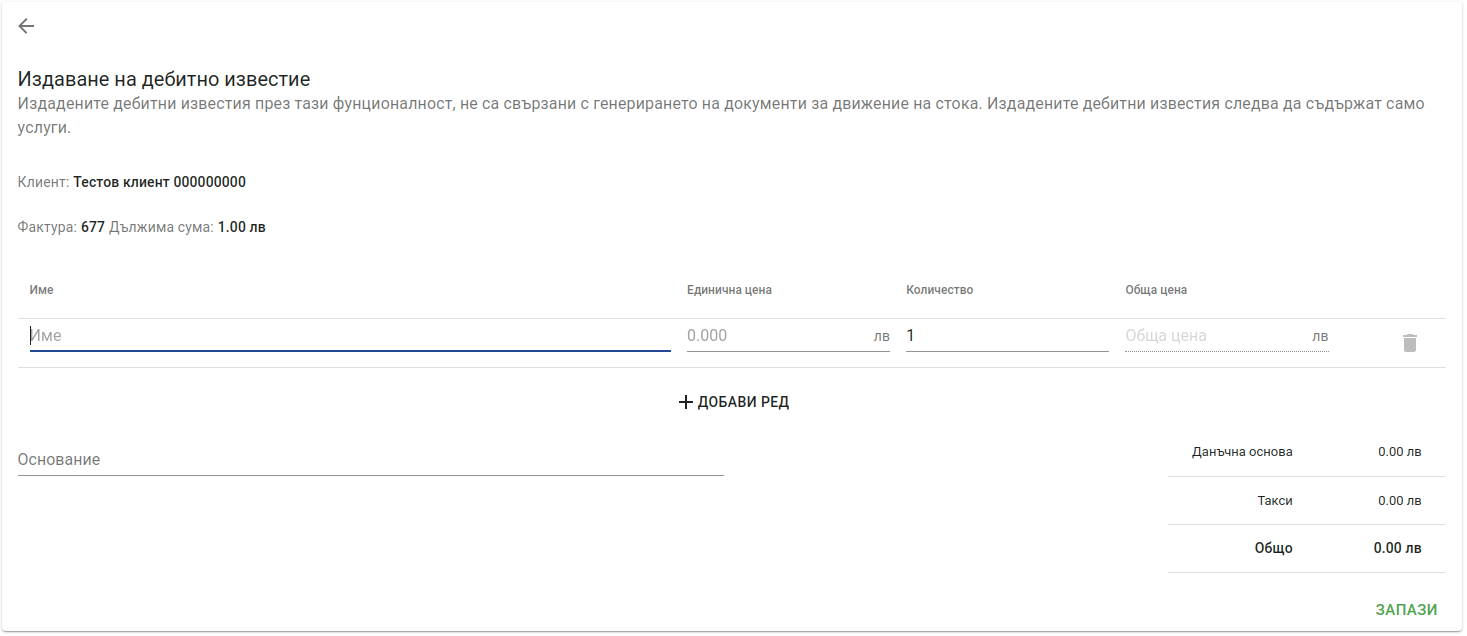 Издаване на дебитно известие
Издадените дебитни известия през тази фунционалност, не са свързани с генерирането на документи за движение на стока. Издадените дебитни известия следва да съдържат само
услуги.
Клиент: Тестов клиент 000000000
Фактура: 677 Дължима сума: 1.00 лв
Име Единична цена Количество Обща цена
Име 0.000 лв 1 Обща цена лв
ДОБАВИ РЕД
Основание
Данъчна основа 0.00 лв
Такси 0.00 лв
Общо 0.00 лв
ЗАПАЗИ